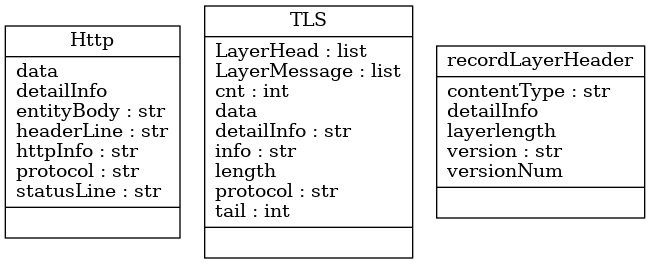 Http
data
detailInfo
entityBody : str
headerLine : str
httpInfo : str
protocol : str
statusLine : str
TLS
LayerHead : list
LayerMessage : list
cnt : int
data
detailInfo : str
info : str
length
protocol : str
tail : int
recordLayerHeader
contentType : str
detailInfo
layerlength
version : str
versionNum